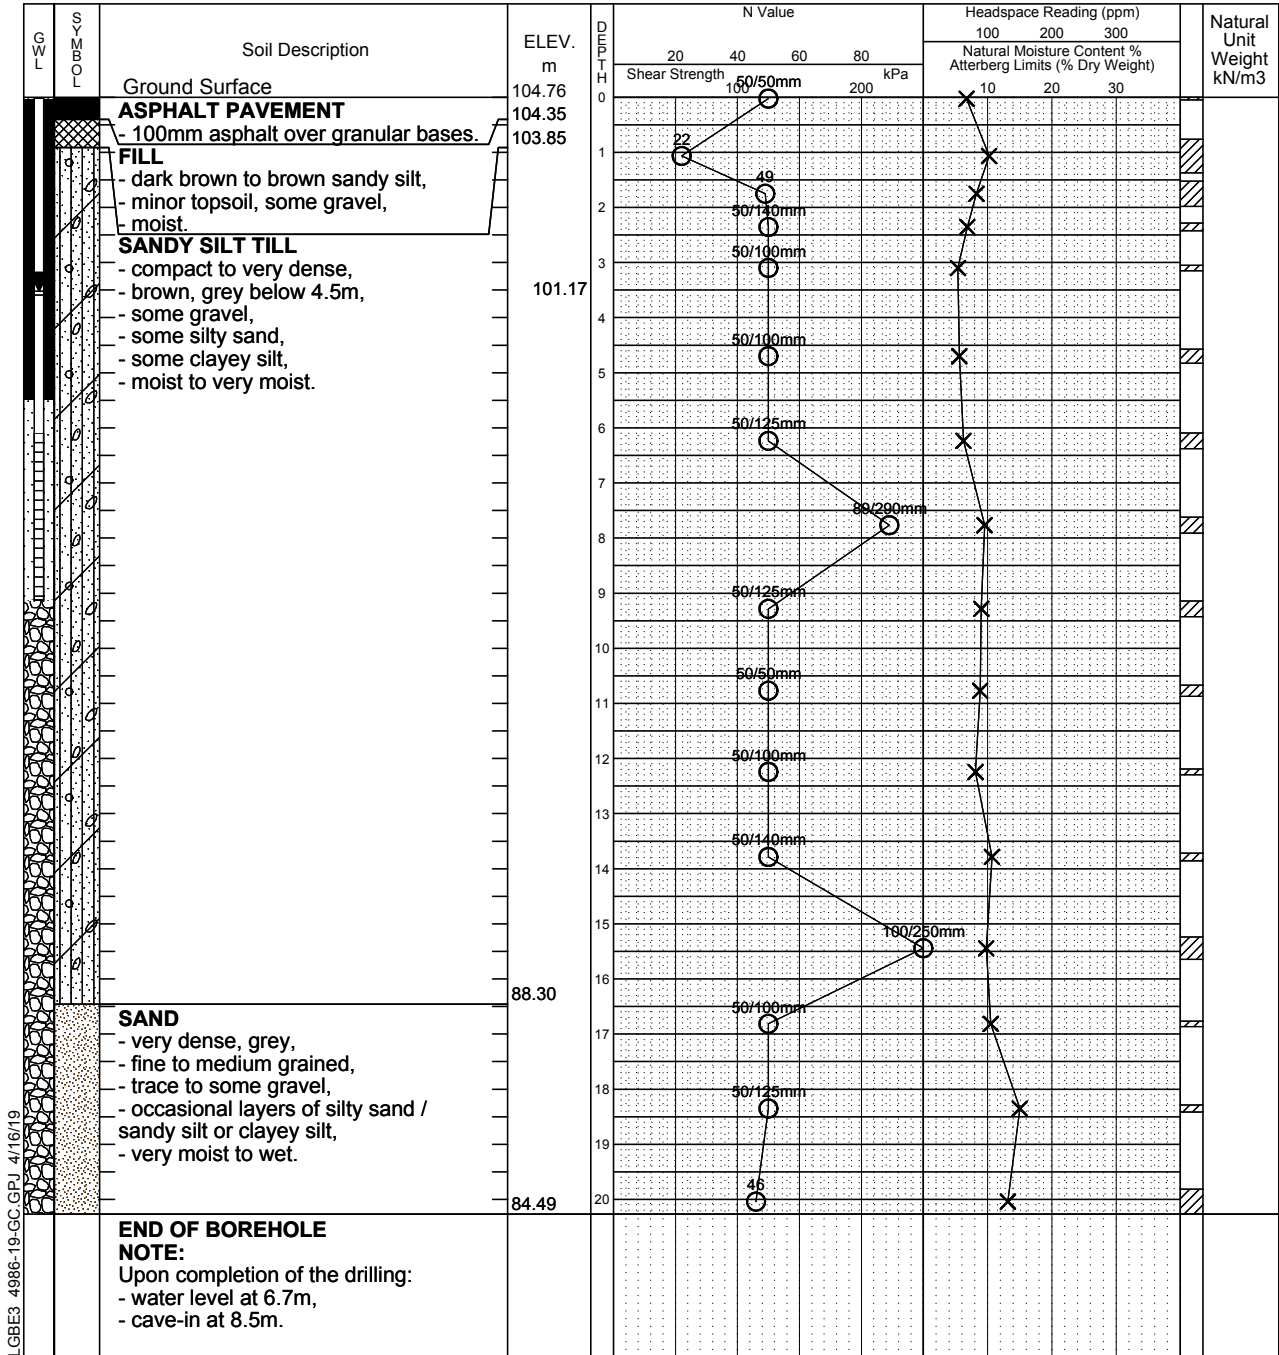 GWL
SYMBOL
Soil Description
ELEV.
m
DEPTH
N Value
20 40 60 80
Shear Strength kPa
100 200
Headspace Reading (ppm)
100 200 300
Natural Moisture Content %
Atterberg Limits (% Dry Weight)
10 20 30
Natural
Unit
Weight
kN/m3
Ground Surface
104.76
0
50/50mm
ASPHALT PAVEMENT
104.35
- 100mm asphalt over granular bases.
103.85
FILL
- dark brown to brown sandy silt,
- minor topsoil, some gravel,
- moist.
SANDY SILT TILL
- compact to very dense,
- brown, grey below 4.5m,
- some gravel,
- some silty sand,
- some clayey silt,
- moist to very moist.
101.17
22
1
49
2
50/140mm
50/100mm
3
4
50/100mm
5
50/125mm
6
7
89/290mm
8
50/125mm
9
10
50/50mm
11
50/100mm
12
13
50/140mm
14
15
100/250mm
16
88.30
SAND
- very dense, grey,
- fine to medium grained,
- trace to some gravel,
- occasional layers of silty sand /
sandy silt or clayey silt,
- very moist to wet.
50/100mm
17
18
50/125mm
19
46
20
84.49
END OF BOREHOLE
NOTE:
Upon completion of the drilling:
- water level at 6.7m,
- cave-in at 8.5m.
LGBE3 4986-19-GC.GPJ 4/16/19